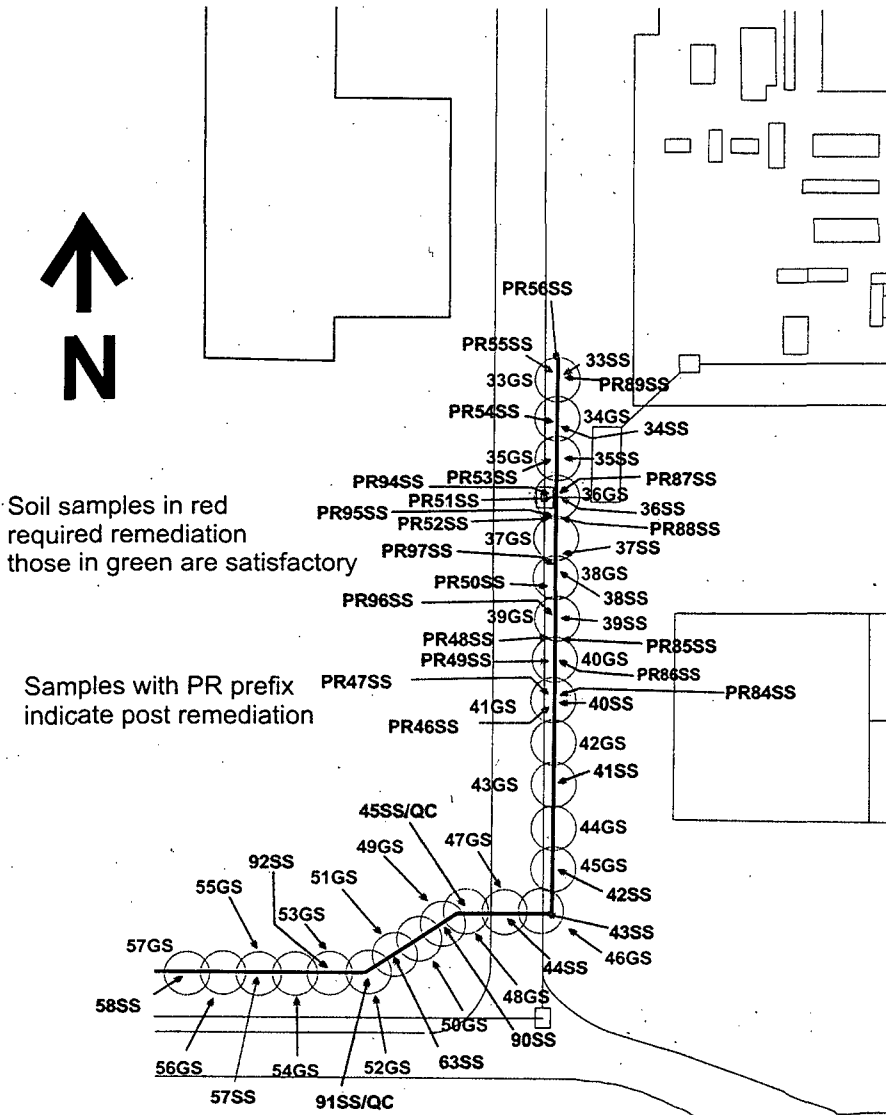 PR56SS
PR55SS
33SS
33GS
PR89SS
PR54SS
34GS
34SS
35GS
35SS
PR53SS
PR94SS
PR87SS
36GS
PR51SS
36SS
PR95SS
PR52SS
PR88SS
37GS
37SS
PR97SS
38GS
PR50SS
38SS
PR96SS
39GS
39SS
PR48SS
PR85SS
PR49SS
40GS
PR86SS
PR47SS
PR84SS
41GS
40SS
PR46SS
42GS
41SS
43GS
44GS
45GS
42SS
43SS
46GS
N
Soil samples in red
required remediation
those in green are satisfactory
Samples with PR prefix
indicate post remediation
45SS/QC
47GS
49GS
92SS
51GS
55GS
53GS
57GS
44SS
48GS
58SS
50GS
90SS
56GS
54GS
52GS
63SS
57SS
91SS/QC